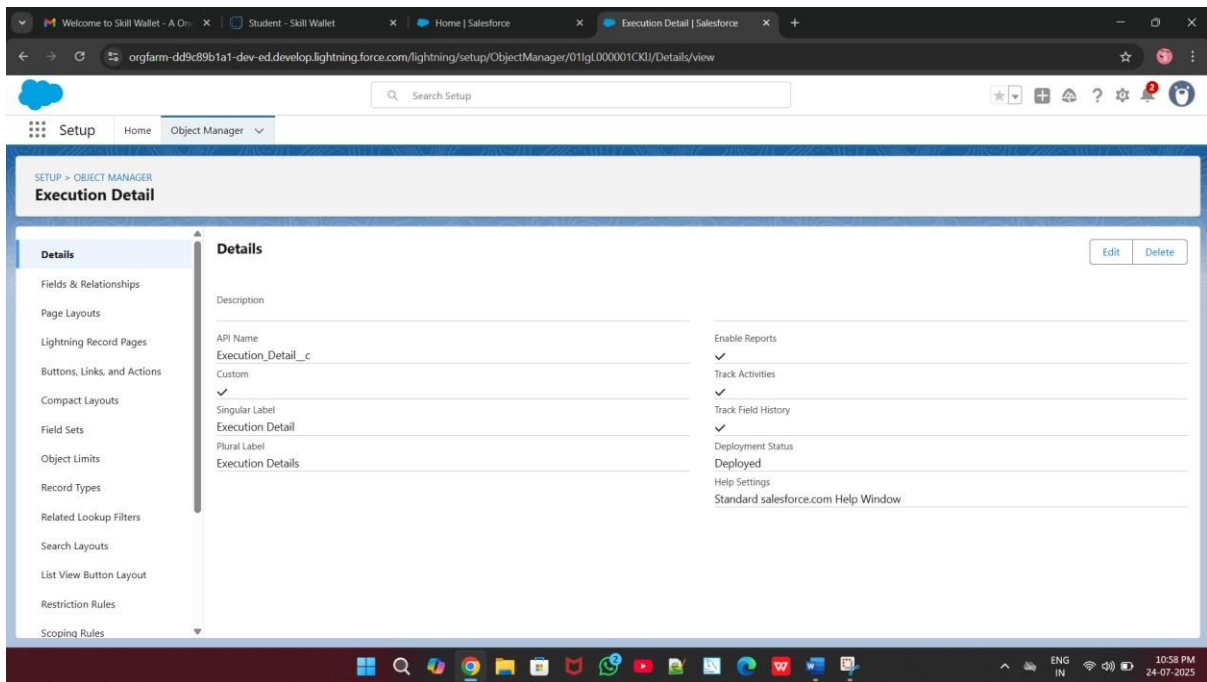 Welcome to Skill Wallet - A On
Student - Skill Wallet
Home | Salesforce
Execution Detail | Salesforce
orgfarm-dd9c89b1a1-dev-ed.develop.lightning.force.com/lightning/setup/ObjectManager/01IgL000001CKlJ/Details/view
Search Setup
2
Setup
Home
Object Manager
SETUP > OBJECT MANAGER
Execution Detail
Details
Fields & Relationships
Page Layouts
Lightning Record Pages
Buttons, Links, and Actions
Compact Layouts
Field Sets
Object Limits
Record Types
Related Lookup Filters
Search Layouts
List View Button Layout
Restriction Rules
Scoping Rules
Details
Edit
Delete
Description
API Name
Execution_Detail__c
Custom
Singular Label
Execution Detail
Plural Label
Execution Details
Enable Reports
Track Activities
Track Field History
Deployment Status
Deployed
Help Settings
Standard salesforce.com Help Window
ENG
IN
10:58 PM
24-07-2025